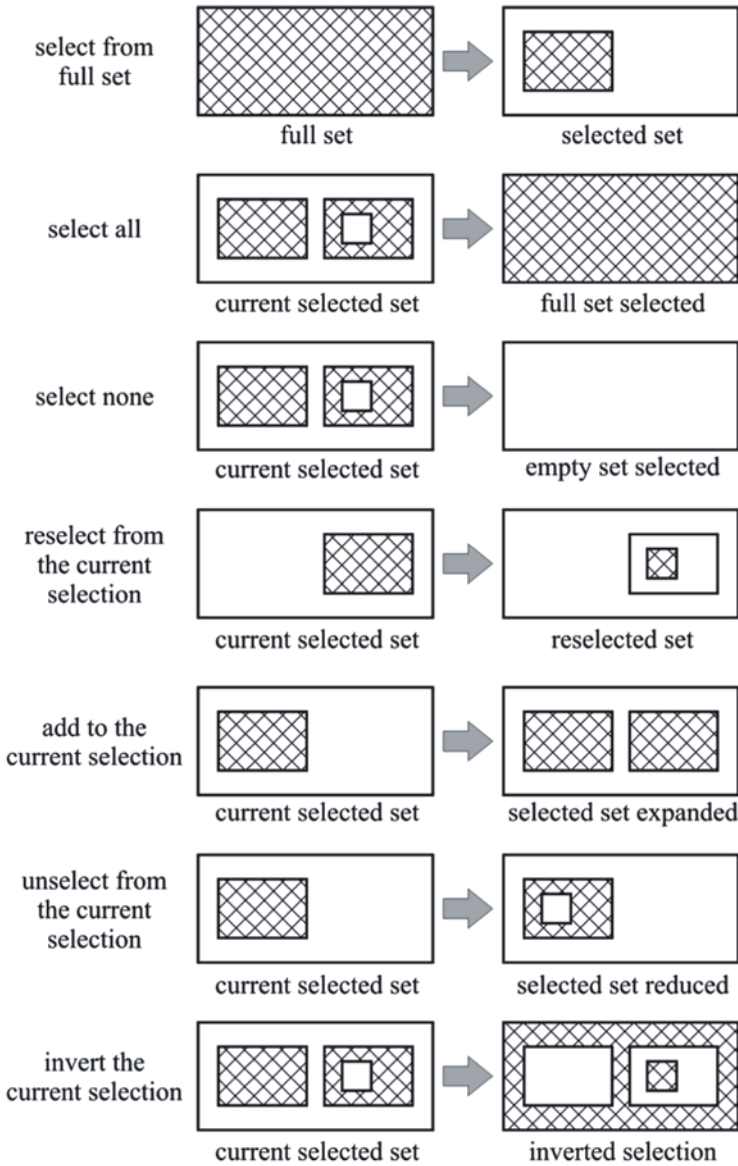 select from
full set
full set
selected set
select all
current selected set
full set selected
select none
current selected set
empty set selected
reselect from
the current
selection
current selected set
reselected set
add to the
current selection
current selected set
selected set expanded
unselect from
the current
selection
current selected set
selected set reduced
invert the
current selection
current selected set
inverted selection